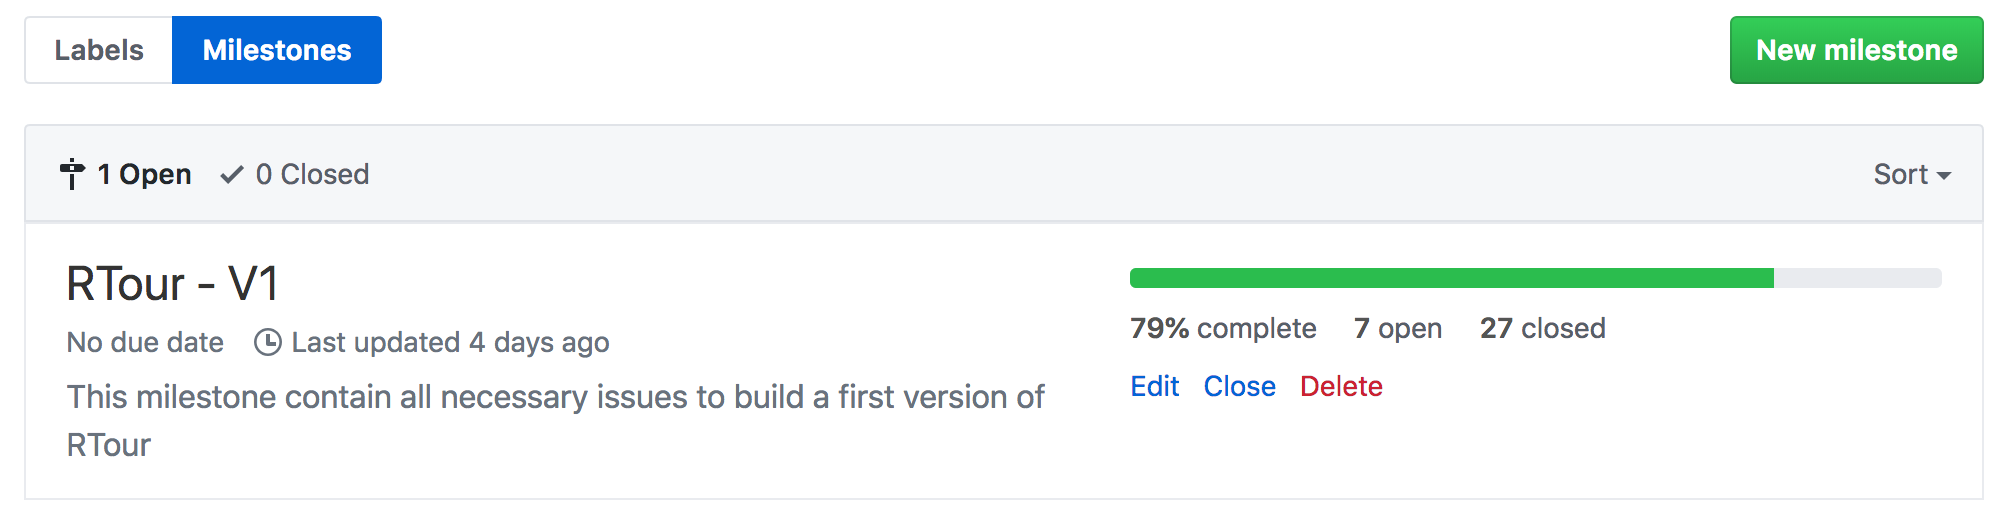 Labels Milestones New milestone
1 Open 0 Closed Sort
RTour - V1
No due date Last updated 4 days ago
This milestone contain all necessary issues to build a first version of
RTour
79% complete 7 open 27 closed
Edit Close Delete